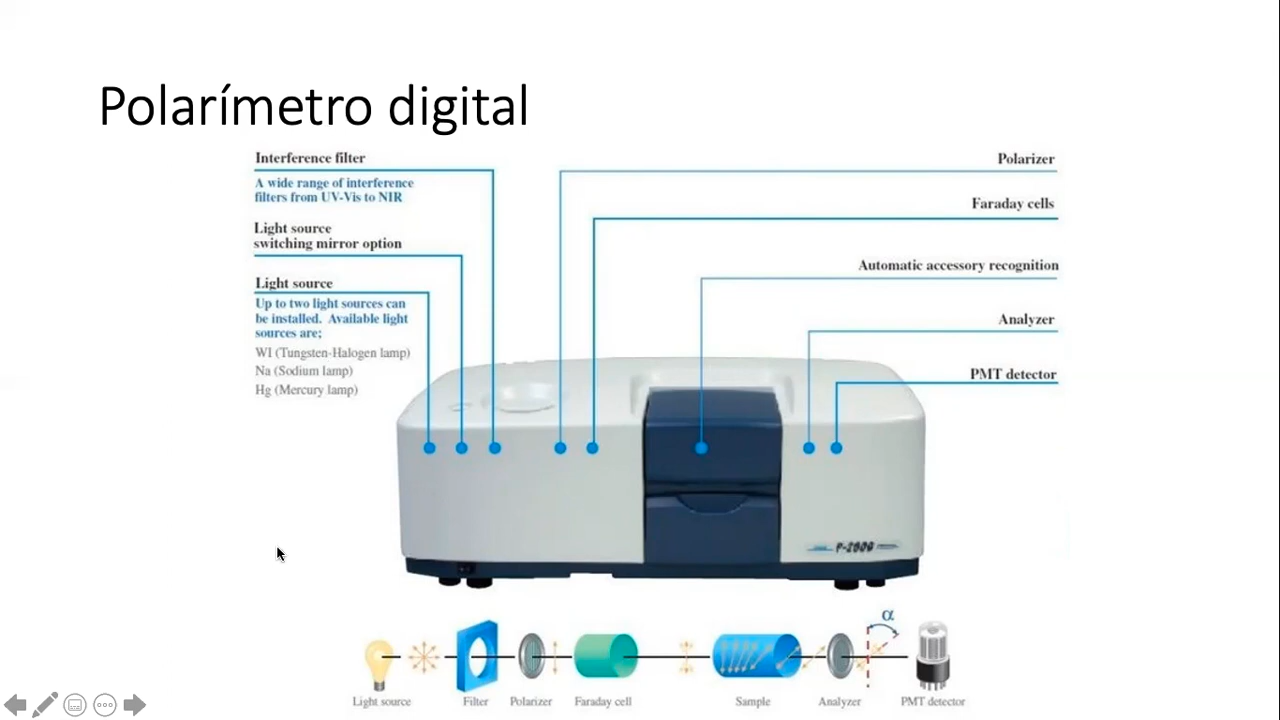 Polarímetro digital
Interference filter
A wide range of interference
filters from UV-Vis to NIR
Light source
switching mirror option
Light source
Up to two light sources can
be installed. Available light
sources are;
WI (Tungsten-Halogen lamp)
Na (Sodium lamp)
Hg (Mercury lamp)
Polarizer
Faraday cells
Automatic accessory recognition
Analyzer
PMT detector
P-2000
α
Light source
Filter
Polarizer
Faraday cell
Sample
Analyzer
PMT detector